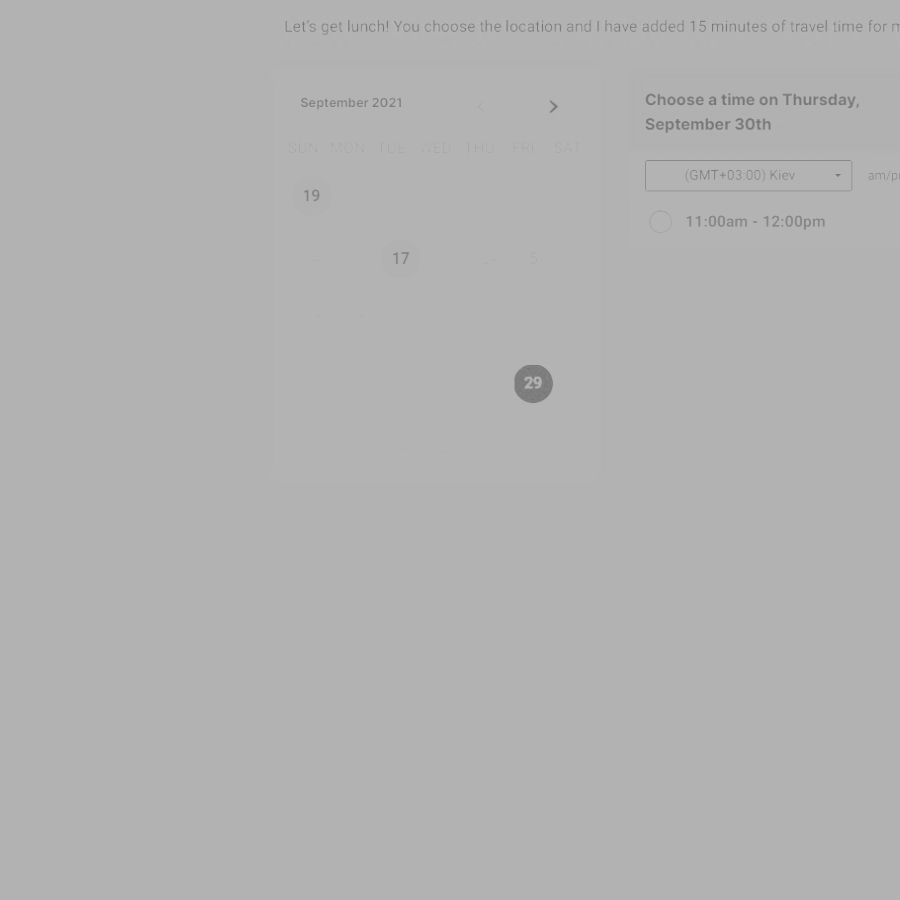 Let's get lunch! You choose the location and I have added 15 minutes of travel time for
September 2021
SUN MON TUE WED THU FRI SAT
19
17 5
29
Choose a time on Thursday,
September 30th
(GMT+03:00) Kiev
11:00am - 12:00pm